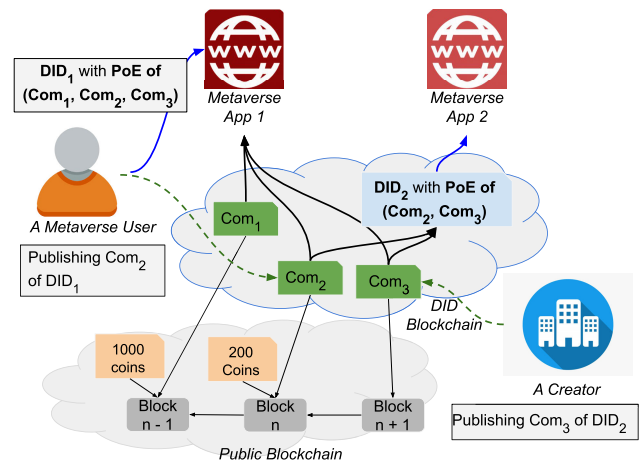 WWW
WWW
DID1 with PoE of
(Com1, Com2, Com3)
Metaverse
App 1
Metaverse
App 2
DID2 with PoE of
(Com2, Com3)
A Metaverse User
Com1
Publishing Com2
of DID1
Com2
Com3
DID
Blockchain
1000
coins
200
Coins
A Creator
Block
n - 1
Block
n
Block
n + 1
Publishing Com3 of DID2
Public Blockchain